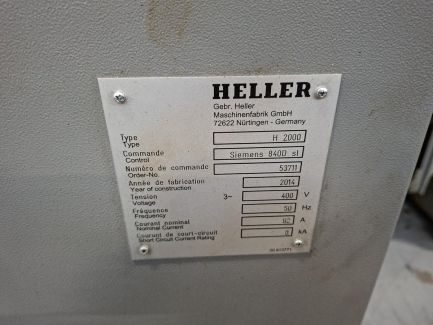 HELLER
Gebr. Heller
Maschinenfabrik GmbH
72622 Nürtingen - Germany
Type H 2000
Type
Commande Siemens 840D sl
Control
Numéro de commande 53711
Order-No.
Année de fabrication 2014
Year of construction
Tension 3~ 400 V
Voltage
Fréquence 50 Hz
Frequency
Courant nominal A
Nominal Current
Courant de court-circuit 0 kA
Short Circuit Current Rating